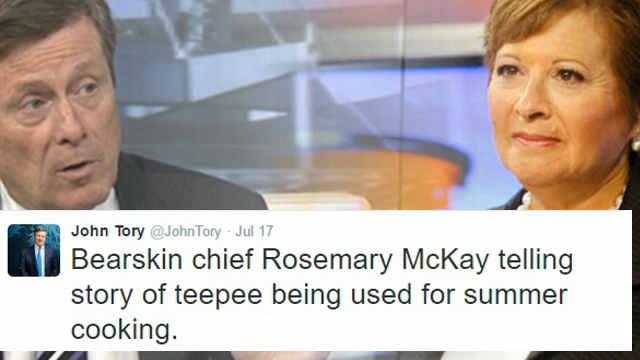 John Tory @JohnTory · Jul 17
Bearskin chief Rosemary McKay telling
story of teepee being used for summer
cooking.